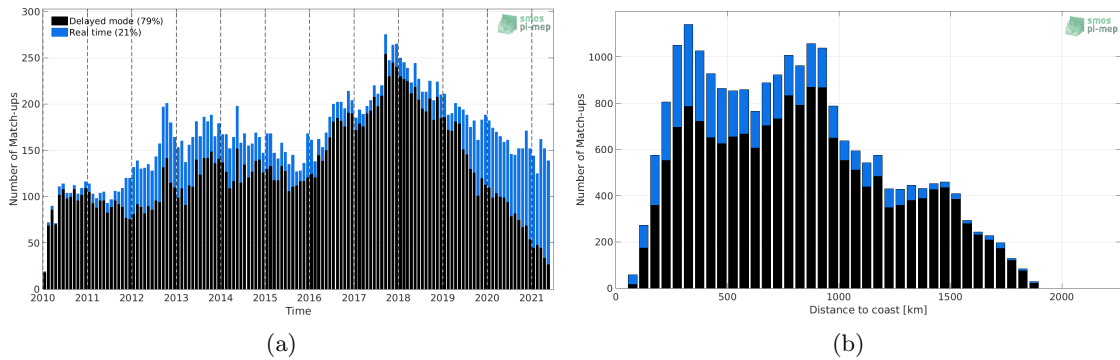 Delayed mode (79%)
Real time (21%)
smos
pi-mep
300
250
200
150
100
50
0
Number of Match-ups
2010 2011 2012 2013 2014 2015 2016 2017 2018 2019 2020 2021
Time
(a)
smos
pi-mep
1000
800
600
400
200
0
Number of Match-ups
0 500 1000 1500 2000
Distance to coast [km]
(b)